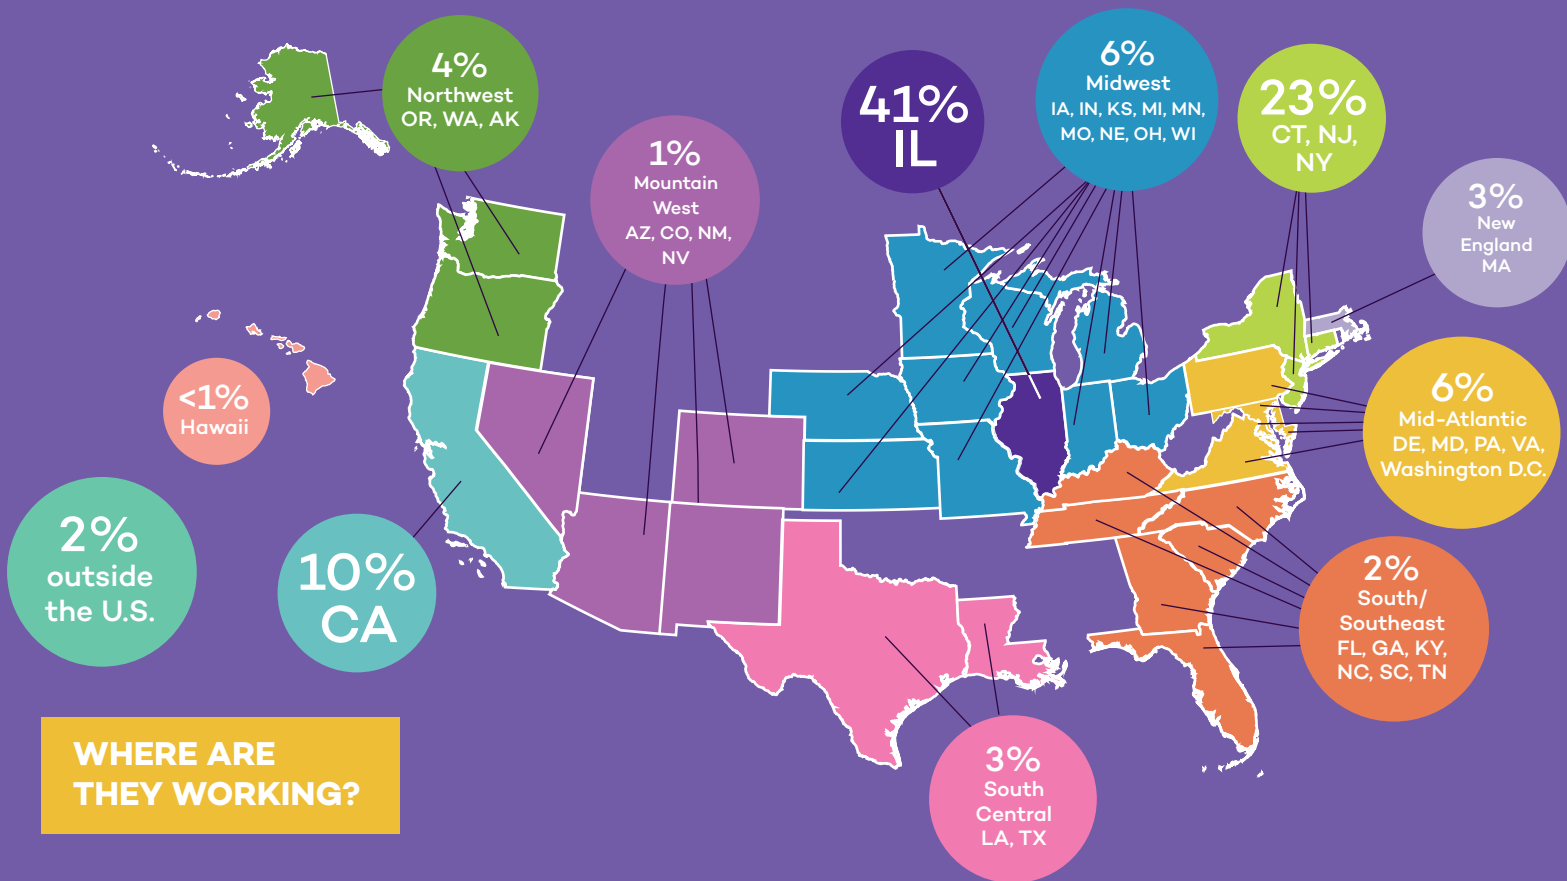 4%
Northwest
OR, WA, AK
1%
Mountain
West
AZ, CO, NM,
NV
41%
IL
6%
Midwest
IA, IN, KS, MI, MN,
MO, NE, OH, WI
23%
CT, NJ,
NY
3%
New
England
MA
<1%
Hawaii
6%
Mid-Atlantic
DE, MD, PA, VA,
Washington D.C.
2%
outside
the U.S.
10%
CA
2%
South/
Southeast
FL, GA, KY,
NC, SC, TN
3%
South
Central
LA, TX
WHERE ARE
THEY WORKING?